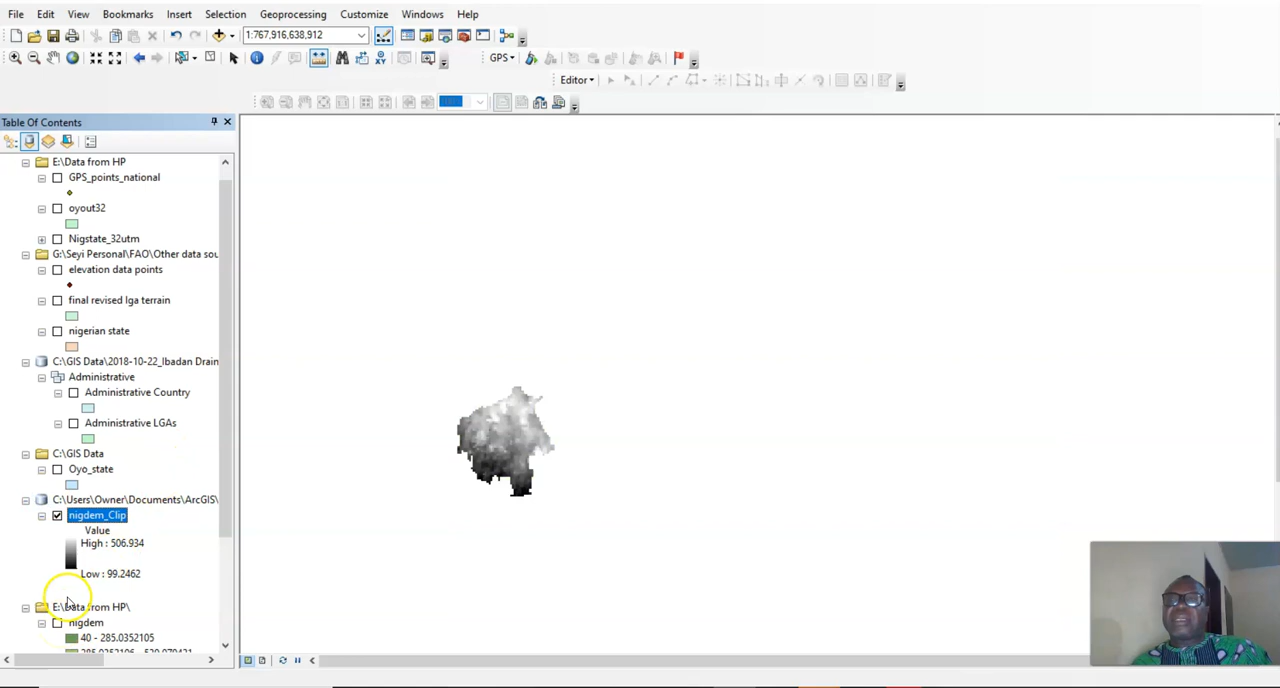 File Edit View Bookmarks Insert Selection Geoprocessing Customize Windows Help
1:767,916,638,912
GPS
Editor
Table Of Contents
E:\Data from HP
GPS_points_national
oyout32
Nigstate_32utm
G:\Seyi Personal\FAO\Other data sou
elevation data points
final revised lga terrain
nigerian state
C:\GIS Data\2018-10-22_Ibadan Drain
Administrative
Administrative Country
Administrative LGAs
C:\GIS Data
Oyo_state
C:\Users\Owner\Documents\ArcGIS\
nigdem_Clip
Value
High : 506.934
Low : 99.2462
E:\Data from HP\
nigdem
40 - 285.0352105